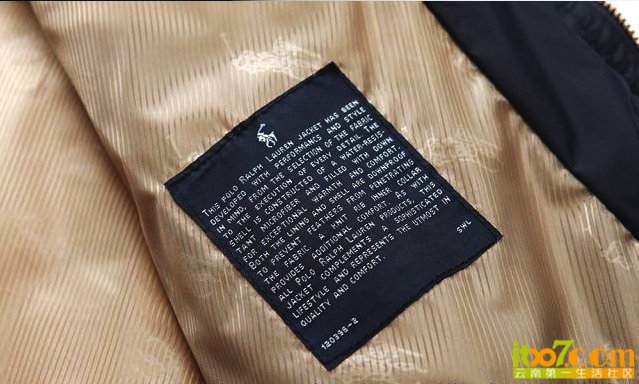 THIS POLO RALPH LAUREN JACKET HAS BEEN
DEVELOPED WITH PERFORMANCE AND STYLE
IN MIND. FROM THE SELECTION OF THE FABRIC
TO THE EXECUTION OF EVERY DETAIL. THE
SHELL IS CONSTRUCTED OF A WATER-RESIS-
TANT MICROFIBER AND FILLED WITH DOWN
FOR EXCEPTIONAL WARMTH AND COMFORT.
BOTH THE LINING AND SHELL ARE DOWNPROOF
TO PREVENT FEATHERS FROM PENETRATING
THE FABRIC. A KNIT RIB INNER COLLAR
PROVIDES ADDITIONAL COMFORT. AS WITH
ALL POLO RALPH LAUREN PRODUCTS, THIS
JACKET COMPLEMENTS A SOPHISTICATED
LIFESTYLE AND REPRESENTS THE UTMOST IN
QUALITY AND COMFORT.
SHL
120396-2
ito07.com
云南第一生活社区